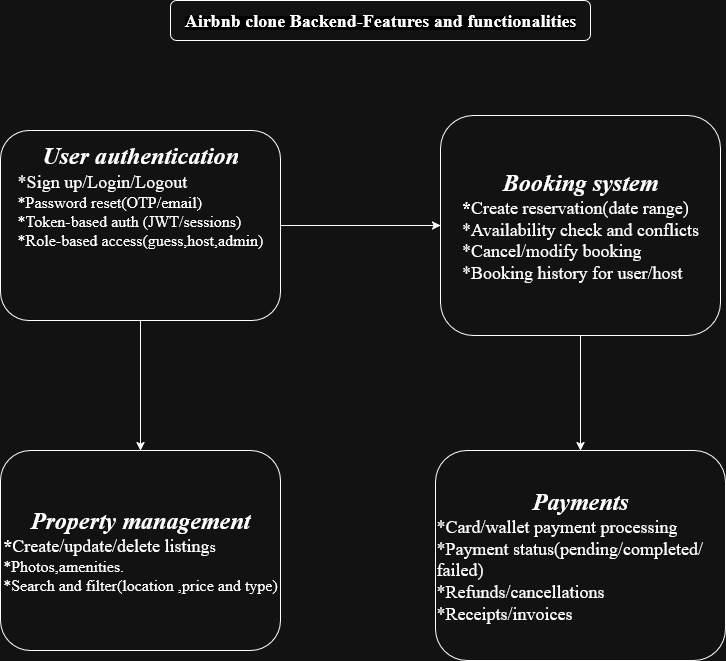 Airbnb clone Backend-Features and functionalities
User authentication
*Sign up/Login/Logout
*Password reset(OTP/email)
*Token-based auth (JWT/sessions)
*Role-based access(guess,host,admin)
Booking system
*Create reservation(date range)
*Availability check and conflicts
*Cancel/modify booking
*Booking history for user/host
Property management
*Create/update/delete listings
*Photos,amenities.
*Search and filter(location ,price and type)
Payments
*Card/wallet payment processing
*Payment status(pending/completed/
failed)
*Refunds/cancellations
*Receipts/invoices